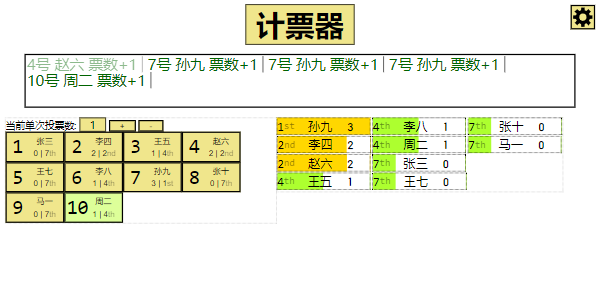 计票器
4号 赵六 票数+1 | 7号 孙九 票数+1 | 7号 孙九 票数+1 | 7号 孙九 票数+1 |
10号 周二 票数+1 |
当前单次投票数: 1 + -
1 张三 0 | 7th 2 李四 2 | 2nd 3 王五 1 | 4th 4 赵六 2 | 2nd
5 王七 0 | 7th 6 李八 1 | 4th 7 孙九 3 | 1st 8 张十 0 | 7th
9 马一 0 | 7th 10 周二 1 | 4th
1st 孙九 3 4th 李八 1 7th 张十 0
2nd 李四 2 4th 周二 1 7th 马一 0
2nd 赵六 2 7th 张三 0
4th 王五 1 7th 王七 0